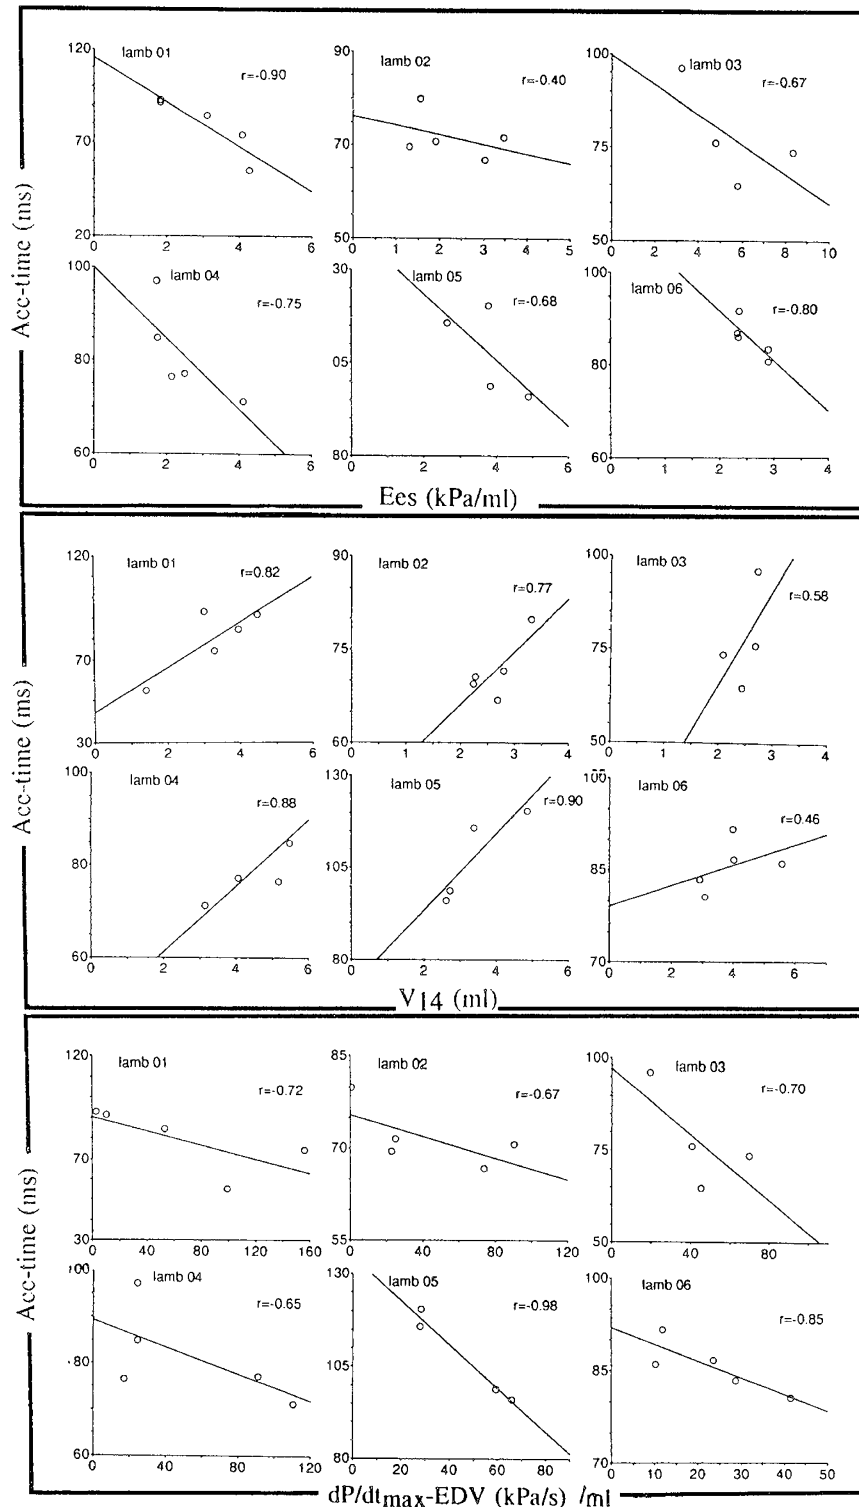 Acc-time (ms)
lamb 01
r=-0.90
120
70
20
0 2 4 6
lamb 02
r=-0.40
90
70
50
0 1 2 3 4 5
lamb 03
r=-0.67
100
75
50
0 2 4 6 8 10
lamb 04
r=-0.75
100
80
60
0 2 4 6
lamb 05
r=-0.68
30
05
80
0 2 4 6
lamb 06
r=-0.80
100
80
60
0 1 2 3 4
Ees (kPa/ml)
Acc-time (ms)
lamb 01
r=0.82
120
70
30
0 2 4 6
lamb 02
r=0.77
90
75
60
0 1 2 3 4
lamb 03
r=0.58
100
75
50
0 1 2 3 4
lamb 04
r=0.88
100
80
60
0 2 4 6
lamb 05
r=0.90
130
105
80
0 2 4 6
lamb 06
r=0.46
100
85
70
0 2 4 6
V14 (ml)
Acc-time (ms)
lamb 01
r=-0.72
120
70
30
0 40 80 120 160
lamb 02
r=-0.67
85
70
55
0 40 80 120
lamb 03
r=-0.70
100
75
50
0 40 80
lamb 04
r=-0.65
100
80
60
0 40 80 120
lamb 05
r=-0.98
130
105
80
0 20 40 60 80
lamb 06
r=-0.85
100
85
70
0 10 20 30 40 50
dP/dtmax-EDV (kPa/s) /ml